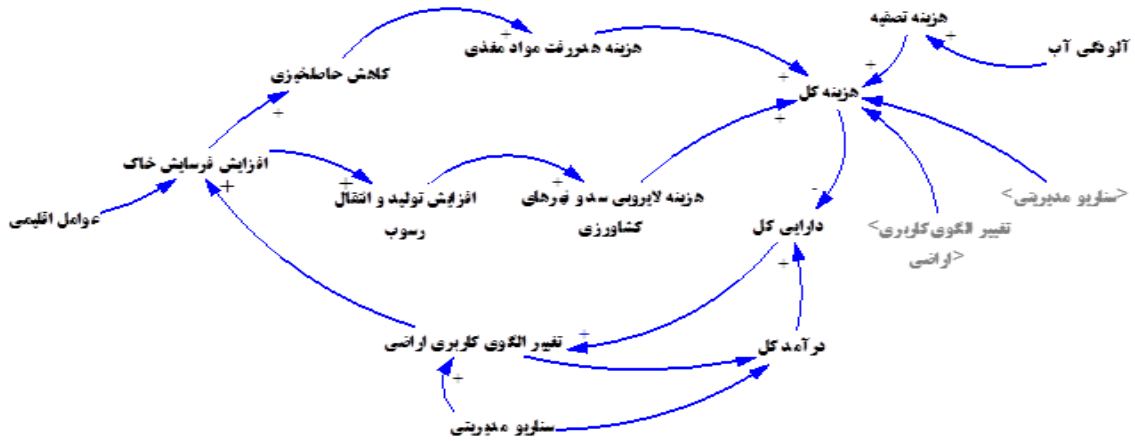 هزینه تصفیه
آلودگی آب
هزینه هدررفت مواد مغذی
کاهش حاصلخیزی
هزینه کل
افزایش فرسایش خاک
عوامل اقلیمی
افزایش تولید و انتقال
رسوب
هزینه لایروبی سد و نهرهای
کشاورزی
دارایی کل
<سناریو مدیریتی>
<تغییر الگوی کاربری
اراضی>
تغییر الگوی کاربری اراضی
درآمد کل
سناریو مدیریتی